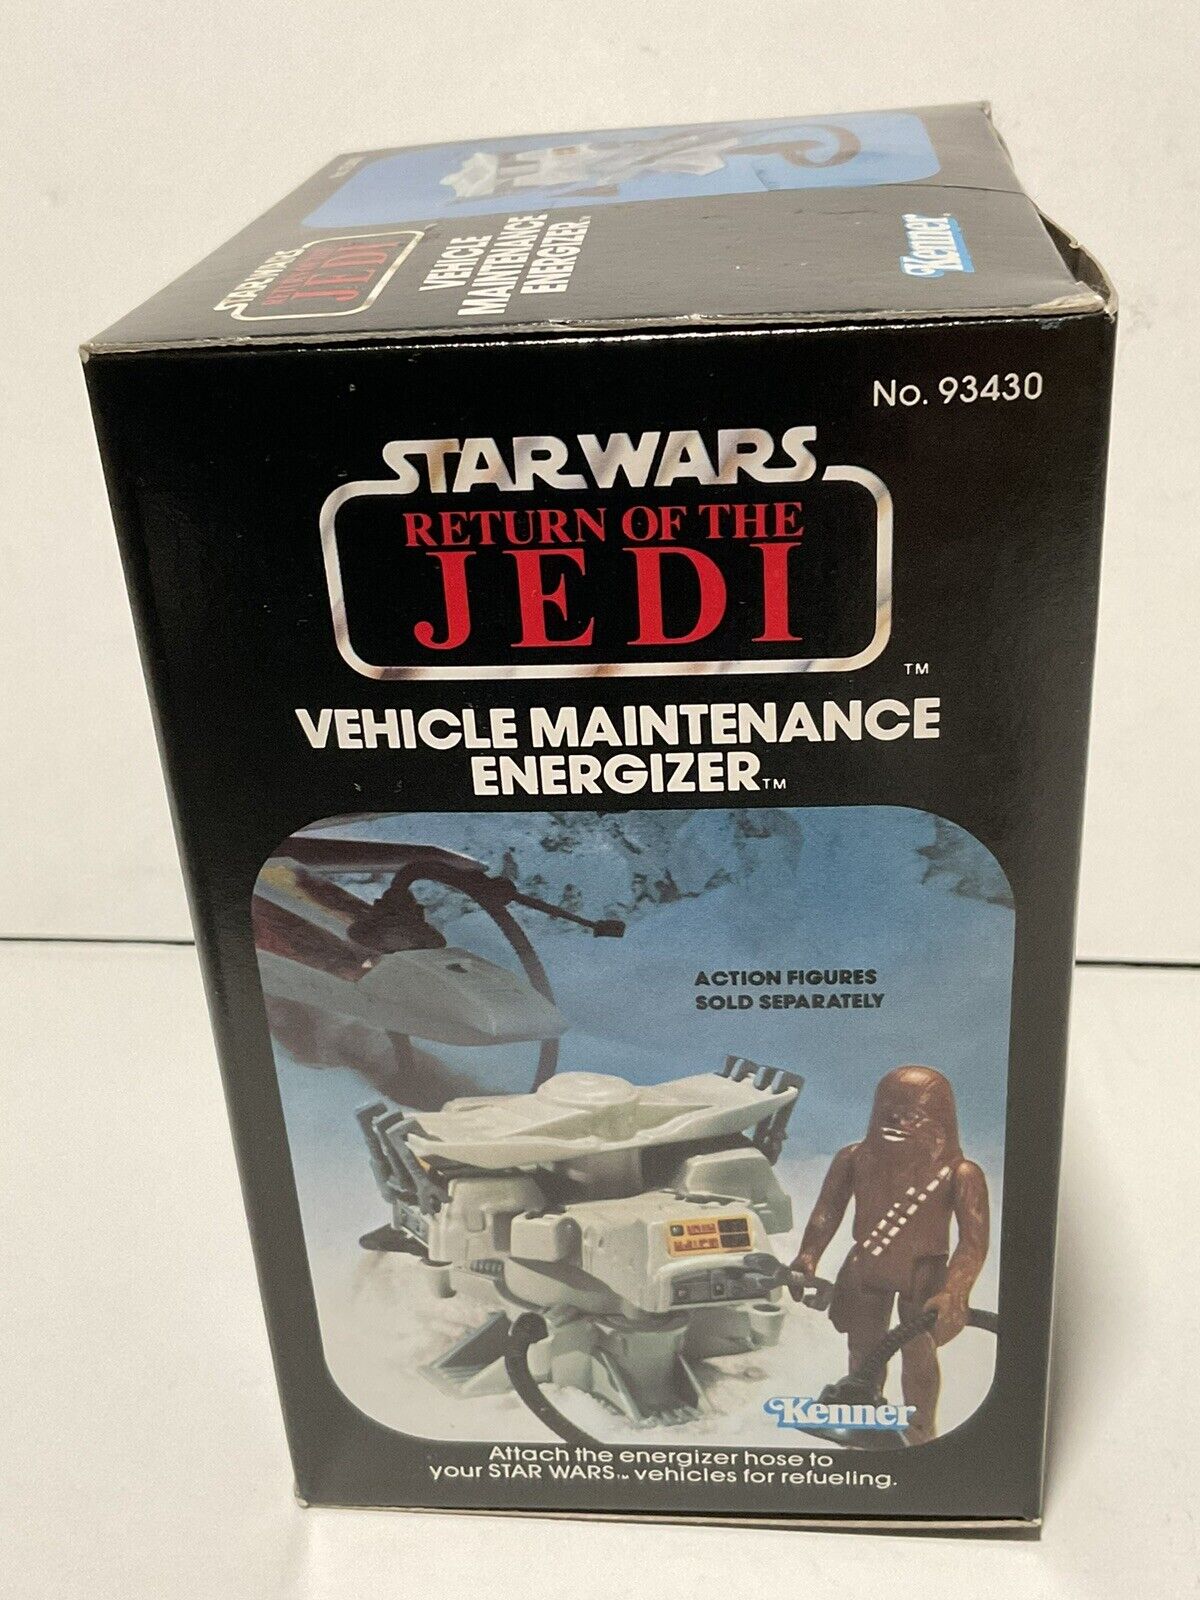 STAR WARS
RETURN OF THE
JEDI
VEHICLE
MAINTENANCE
ENERGIZER™
Kenner®
No. 93430
STAR WARS
RETURN OF THE
JEDI
™
VEHICLE MAINTENANCE
ENERGIZER™
ACTION FIGURES
SOLD SEPARATELY
Kenner
Attach the energizer hose to
your STAR WARS™ vehicles for refueling.